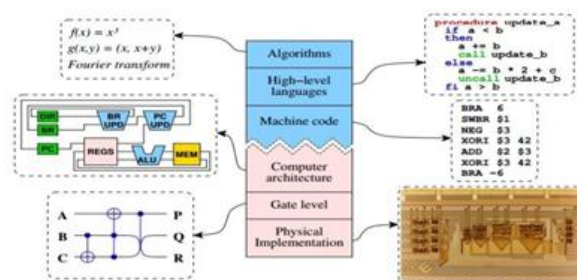 f(x) = x³
g(x,y) = (x, x+y)
Fourier transform
Algorithms
High-level
languages
Machine code
Computer
architecture
Gate level
Physical
Implementation
procedure update_a
if a < b
then
a += b
call update_b
else
a -= b * 2 + c
uncall update_b
fi a > b
DIR
BR
PC
BR
UPD
PC
UPD
REGS
ALU
MEM
BRA 6
SWBR $1
NEG $3
XORI $3 42
ADD $2 $3
XORI $3 42
BRA -6
A
B
C
P
Q
R